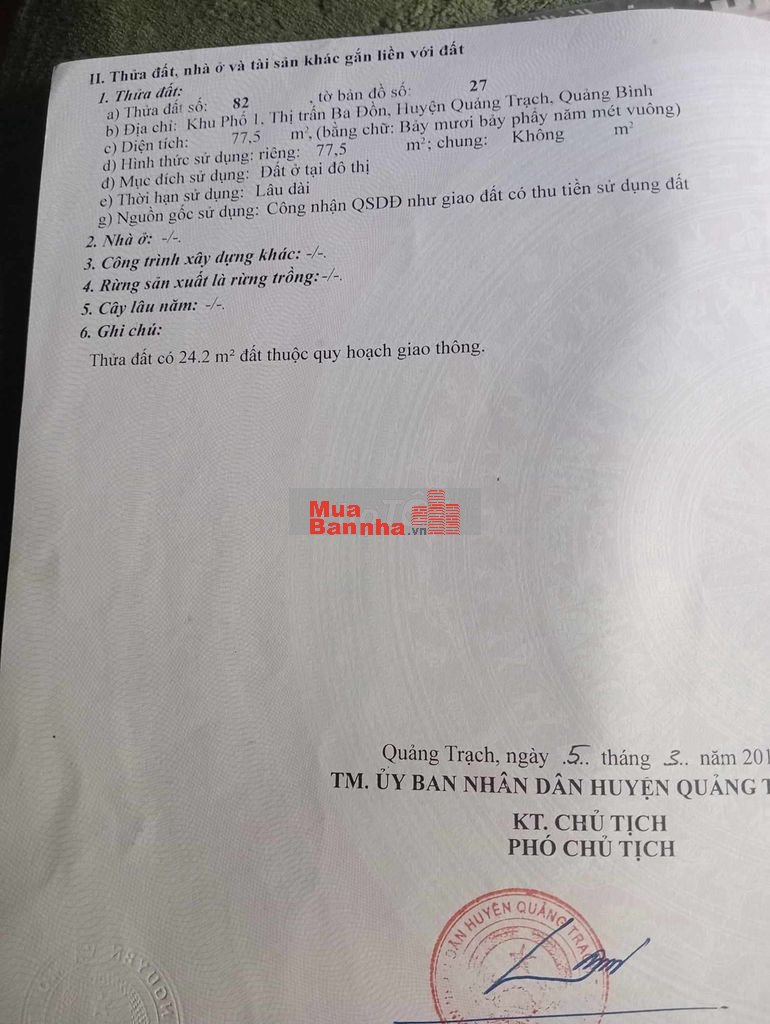 II. Thửa đất, nhà ở và tài sản khác gắn liền với đất
1. Thửa đất:
a) Thửa đất số: 82 , tờ bản đồ số: 27
b) Địa chỉ: Khu Phố 1, Thị trấn Ba Đồn, Huyện Quảng Trạch, Quảng Bình
c) Diện tích: 77,5 m², (bằng chữ: Bảy mươi bảy phẩy năm mét vuông)
d) Hình thức sử dụng: riêng: 77,5 m²; chung: Không m²
đ) Mục đích sử dụng: Đất ở tại đô thị
e) Thời hạn sử dụng: Lâu dài
g) Nguồn gốc sử dụng: Công nhận QSDĐ như giao đất có thu tiền sử dụng đất
2. Nhà ở: -/-.
3. Công trình xây dựng khác: -/-.
4. Rừng sản xuất là rừng trồng: -/-.
5. Cây lâu năm: -/-.
6. Ghi chú:
Thửa đất có 24.2 m² đất thuộc quy hoạch giao thông.
Mua
Bannha.vn
Quảng Trạch, ngày .5.. tháng 3.. năm 201
TM. ỦY BAN NHÂN DÂN HUYỆN QUẢNG T
KT. CHỦ TỊCH
PHÓ CHỦ TỊCH
DÂN HUYỆN QUẢNG TRẠ